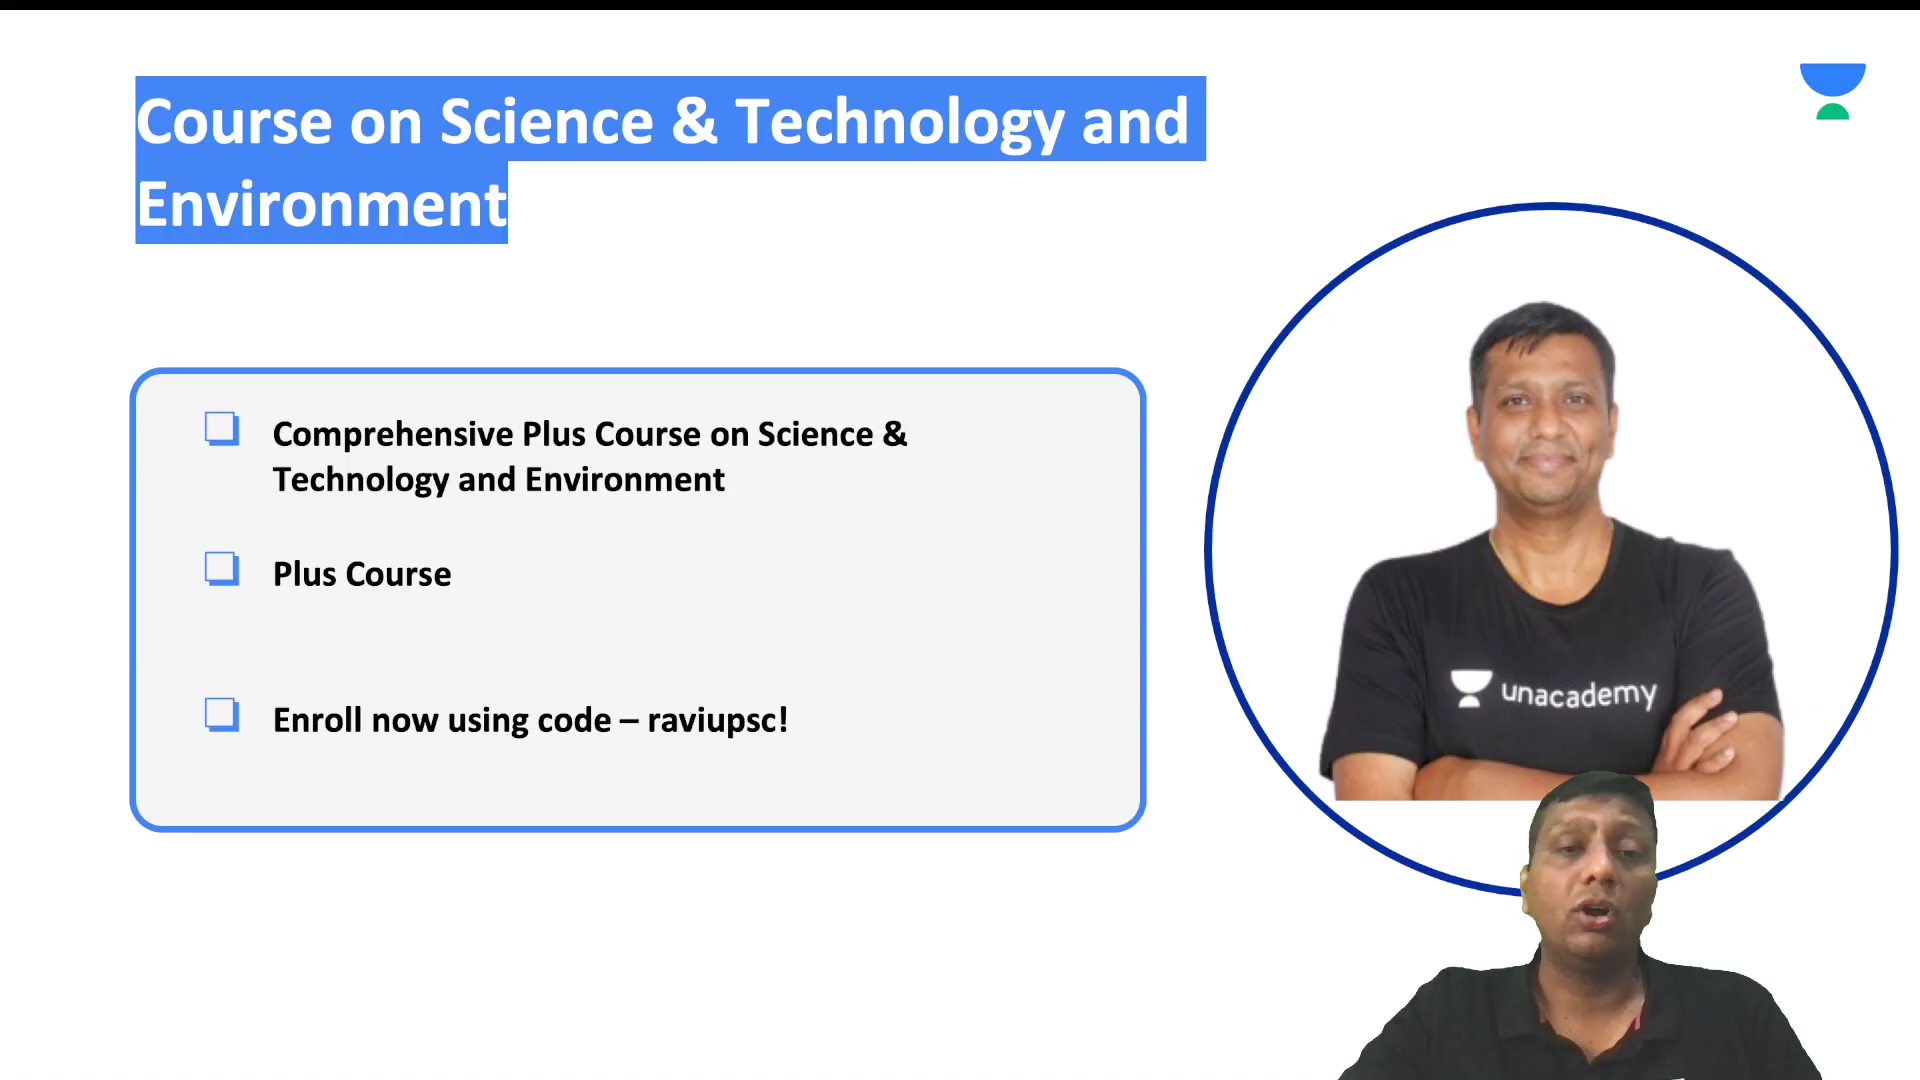 Course on Science & Technology and
Environment
Comprehensive Plus Course on Science &
Technology and Environment
Plus Course
Enroll now using code – raviupsc!
unacademy